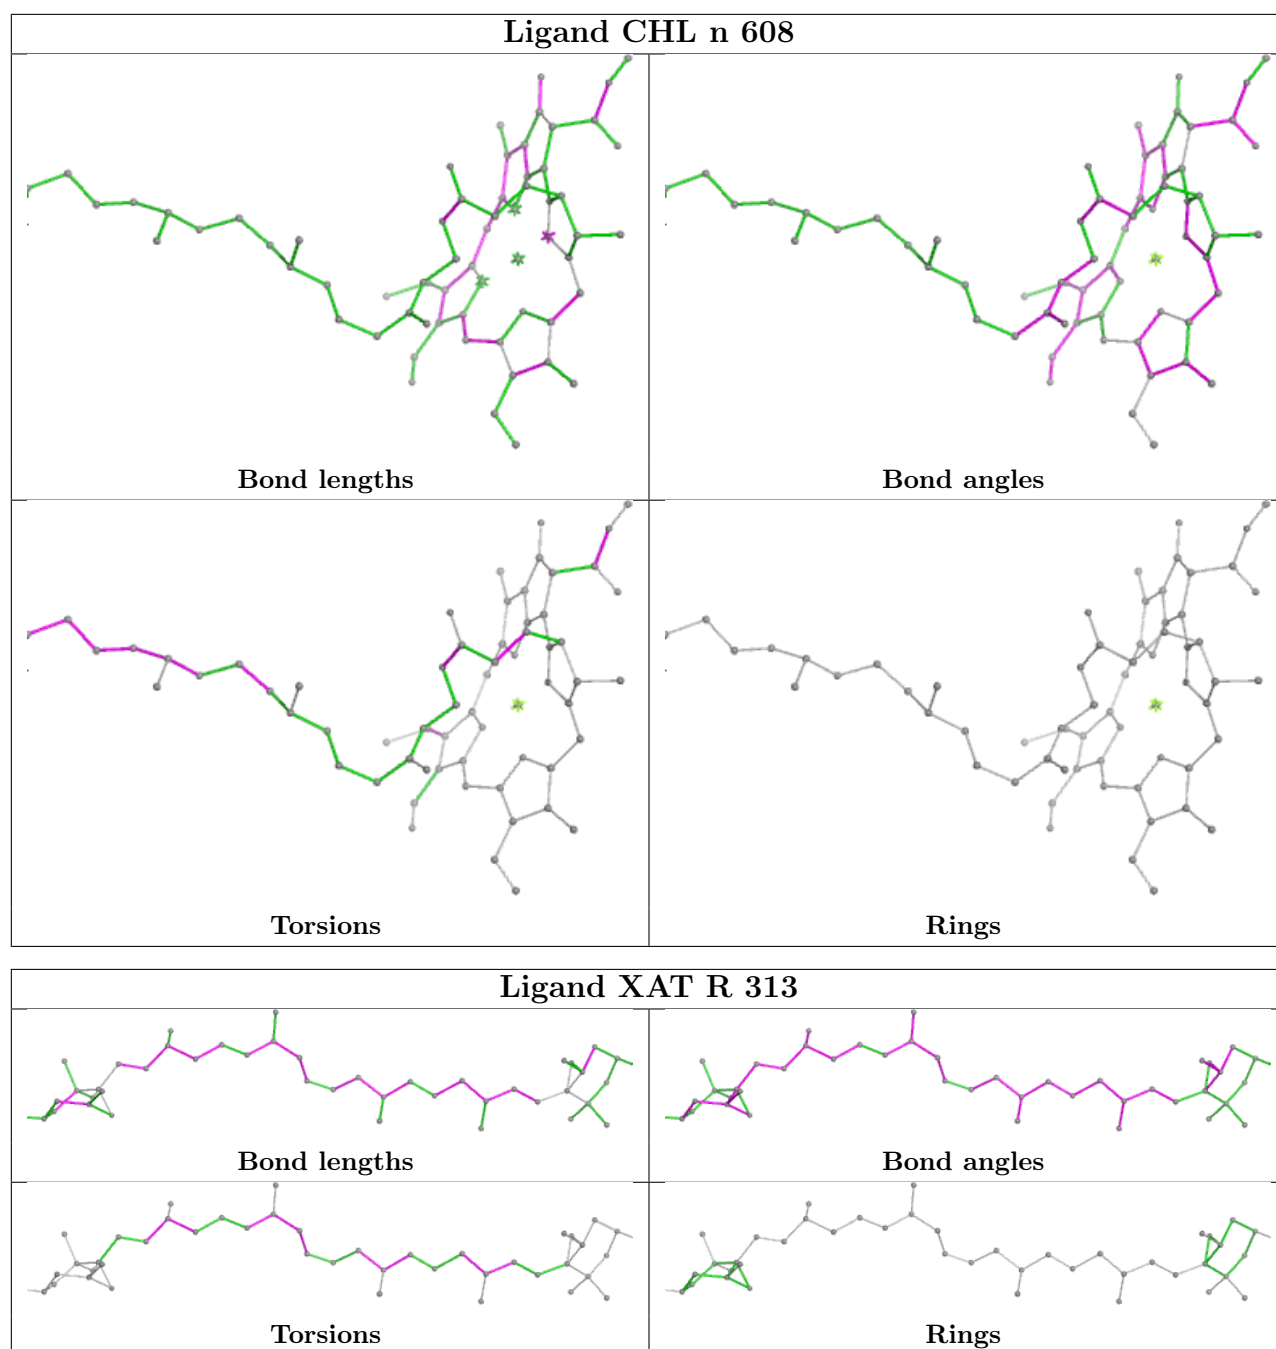 Ligand CHL n 608
Bond lengths
Bond angles
Torsions
Rings
Ligand XAT R 313
Bond lengths
Bond angles
Torsions
Rings